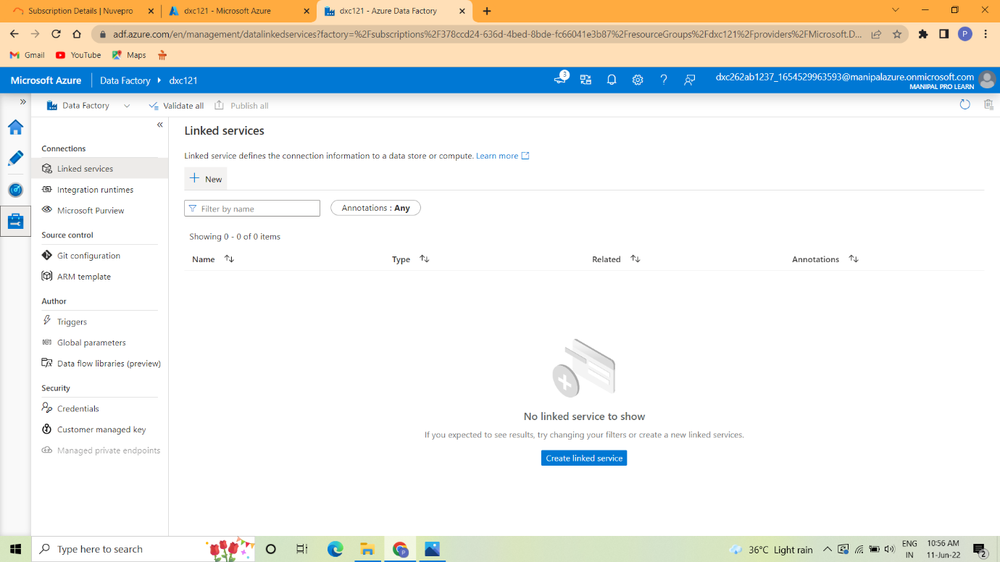 Subscription Details | Nuvepro
dxc121 - Microsoft Azure
dxc121 - Azure Data Factory
adf.azure.com/en/management/datalinkedservices?factory=%2Fsubscriptions%2F378ccd24-636d-4bed-8bde-fc66041e3b87%2FresourceGroups%2Fdxc121%2Fproviders%2FMicrosoft.D...
P
Gmail
YouTube
Maps
Microsoft Azure
Data Factory
dxc121
3
dxc262ab1237_1654529963593@manipalazure.onmicrosoft.com
MANIPAL PRO LEARN
Data Factory
Validate all
Publish all
Connections
Linked services
Integration runtimes
Microsoft Purview
Source control
Git configuration
ARM template
Author
Triggers
Global parameters
Data flow libraries (preview)
Security
Credentials
Customer managed key
Managed private endpoints
Linked services
Linked service defines the connection information to a data store or compute. Learn more
New
Filter by name
Annotations : Any
Showing 0 - 0 of 0 items
Name
Type
Related
Annotations
No linked service to show
If you expected to see results, try changing your filters or create a new linked services.
Create linked service
Type here to search
P
36°C Light rain
ENG
IN
10:56 AM
11-Jun-22
2